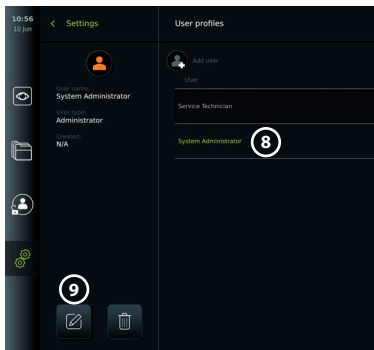 10:56
10 Jun
Settings
User profiles
Add user
User
User name:
System Administrator
User type:
Administrator
Created:
N/A
Service Technician
System Administrator
8
9